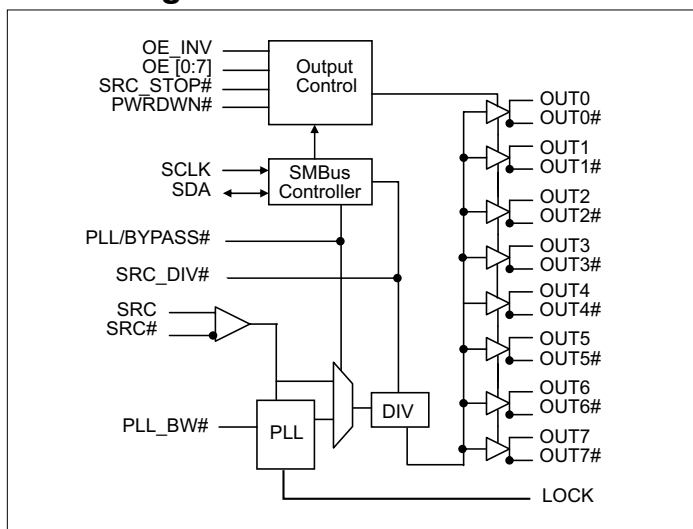 OE_INV
OE [0:7]
SRC_STOP#
PWRDWN#
Output
Control
SCLK
SDA
SMBus
Controller
PLL/BYPASS#
SRC_DIV#
SRC
SRC#
PLL_BW#
PLL
DIV
OUT0
OUT0#
OUT1
OUT1#
OUT2
OUT2#
OUT3
OUT3#
OUT4
OUT4#
OUT5
OUT5#
OUT6
OUT6#
OUT7
OUT7#
LOCK